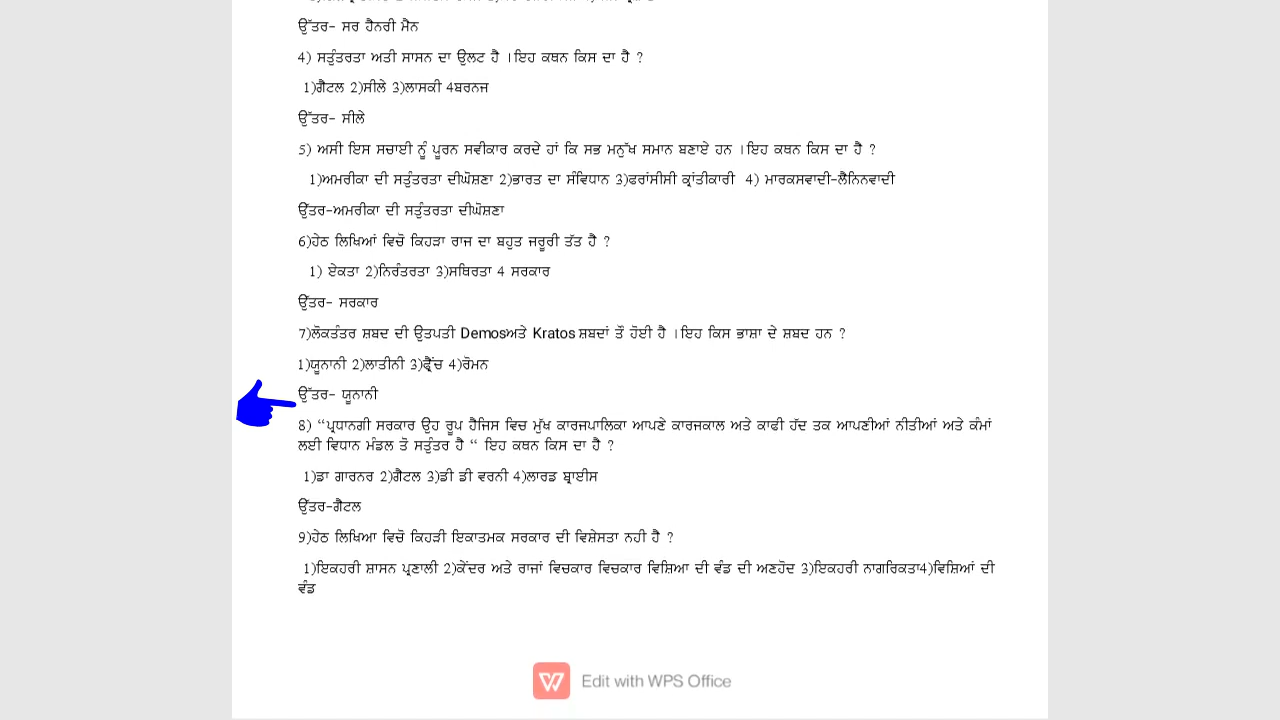 ਉੱਤਰ- ਸਰ ਹੈਨਰੀ ਮੈਨ
4) ਸਤੁੰਤਰਤਾ ਅਤੀ ਸਾਸਨ ਦਾ ਉਲਟ ਹੈ ।ਇਹ ਕਥਨ ਕਿਸ ਦਾ ਹੈ ?
1)ਗੈਟਲ 2)ਸੀਲੇ 3)ਲਾਸਕੀ 4ਬਰਨਜ
ਉੱਤਰ- ਸੀਲੇ
5) ਅਸੀ ਇਸ ਸਚਾਈ ਨੂੰ ਪੂਰਨ ਸਵੀਕਾਰ ਕਰਦੇ ਹਾਂ ਕਿ ਸਭ ਮਨੁੱਖ ਸਮਾਨ ਬਣਾਏ ਹਨ ।ਇਹ ਕਥਨ ਕਿਸ ਦਾ ਹੈ ?
1)ਅਮਰੀਕਾ ਦੀ ਸਤੁੰਤਰਤਾ ਦੀਘੋਸ਼ਣਾ 2)ਭਾਰਤ ਦਾ ਸੰਵਿਧਾਨ 3)ਫਰਾਂਸੀਸੀ ਕ੍ਰਾਂਤੀਕਾਰੀ 4) ਮਾਰਕਸਵਾਦੀ-ਲੈਨਿਨਵਾਦੀ
ਉੱਤਰ-ਅਮਰੀਕਾ ਦੀ ਸਤੁੰਤਰਤਾ ਦੀਘੋਸ਼ਣਾ
6)ਹੇਠ ਲਿਖਿਆਂ ਵਿਚੋ ਕਿਹੜਾ ਰਾਜ ਦਾ ਬਹੁਤ ਜਰੂਰੀ ਤੱਤ ਹੈ ?
1) ਏਕਤਾ 2)ਨਿਰੰਤਰਤਾ 3)ਸਥਿਰਤਾ 4 ਸਰਕਾਰ
ਉੱਤਰ- ਸਰਕਾਰ
7)ਲੋਕਤੰਤਰ ਸ਼ਬਦ ਦੀ ਉਤਪਤੀ Demosਅਤੇ Kratos ਸ਼ਬਦਾਂ ਤੌਂ ਹੋਈ ਹੈ ।ਇਹ ਕਿਸ ਭਾਸ਼ਾ ਦੇ ਸ਼ਬਦ ਹਨ ?
1)ਯੂਨਾਨੀ 2)ਲਾਤੀਨੀ 3)ਫ੍ਰੈਂਚ 4)ਰੋਮਨ
ਉੱਤਰ- ਯੂਨਾਨੀ
8) “ਪ੍ਰਧਾਨਗੀ ਸਰਕਾਰ ਉਹ ਰੂਪ ਹੈਜਿਸ ਵਿਚ ਮੁੱਖ ਕਾਰਜਪਾਲਿਕਾ ਆਪਣੇ ਕਾਰਜਕਾਲ ਅਤੇ ਕਾਫੀ ਹੱਦ ਤਕ ਆਪਣੀਆਂ ਨੀਤੀਆਂ ਅਤੇ ਕੰਮਾਂ
ਲਈ ਵਿਧਾਨ ਮੰਡਲ ਤੋ ਸਤੁੰਤਰ ਹੈ “ ਇਹ ਕਥਨ ਕਿਸ ਦਾ ਹੈ ?
1)ਡਾ ਗਾਰਨਰ 2)ਗੈਟਲ 3)ਡੀ ਡੀ ਵਰਨੀ 4)ਲਾਰਡ ਬ੍ਰਾਈਸ
ਉੱਤਰ-ਗੈਟਲ
9)ਹੇਠ ਲਿਖਿਆ ਵਿਚੋ ਕਿਹੜੀ ਇਕਾਤਮਕ ਸਰਕਾਰ ਦੀ ਵਿਸ਼ੇਸਤਾ ਨਹੀ ਹੈ ?
1)ਇਕਹਰੀ ਸ਼ਾਸਨ ਪ੍ਰਣਾਲੀ 2)ਕੇਂਦਰ ਅਤੇ ਰਾਜਾਂ ਵਿਚਕਾਰ ਵਿਚਕਾਰ ਵਿਸ਼ਿਆ ਦੀ ਵੰਡ ਦੀ ਅਣਹੋਦ 3)ਇਕਹਰੀ ਨਾਗਰਿਕਤਾ4)ਵਿਸ਼ਿਆਂ ਦੀ
ਵੰਡ
Edit with WPS Office